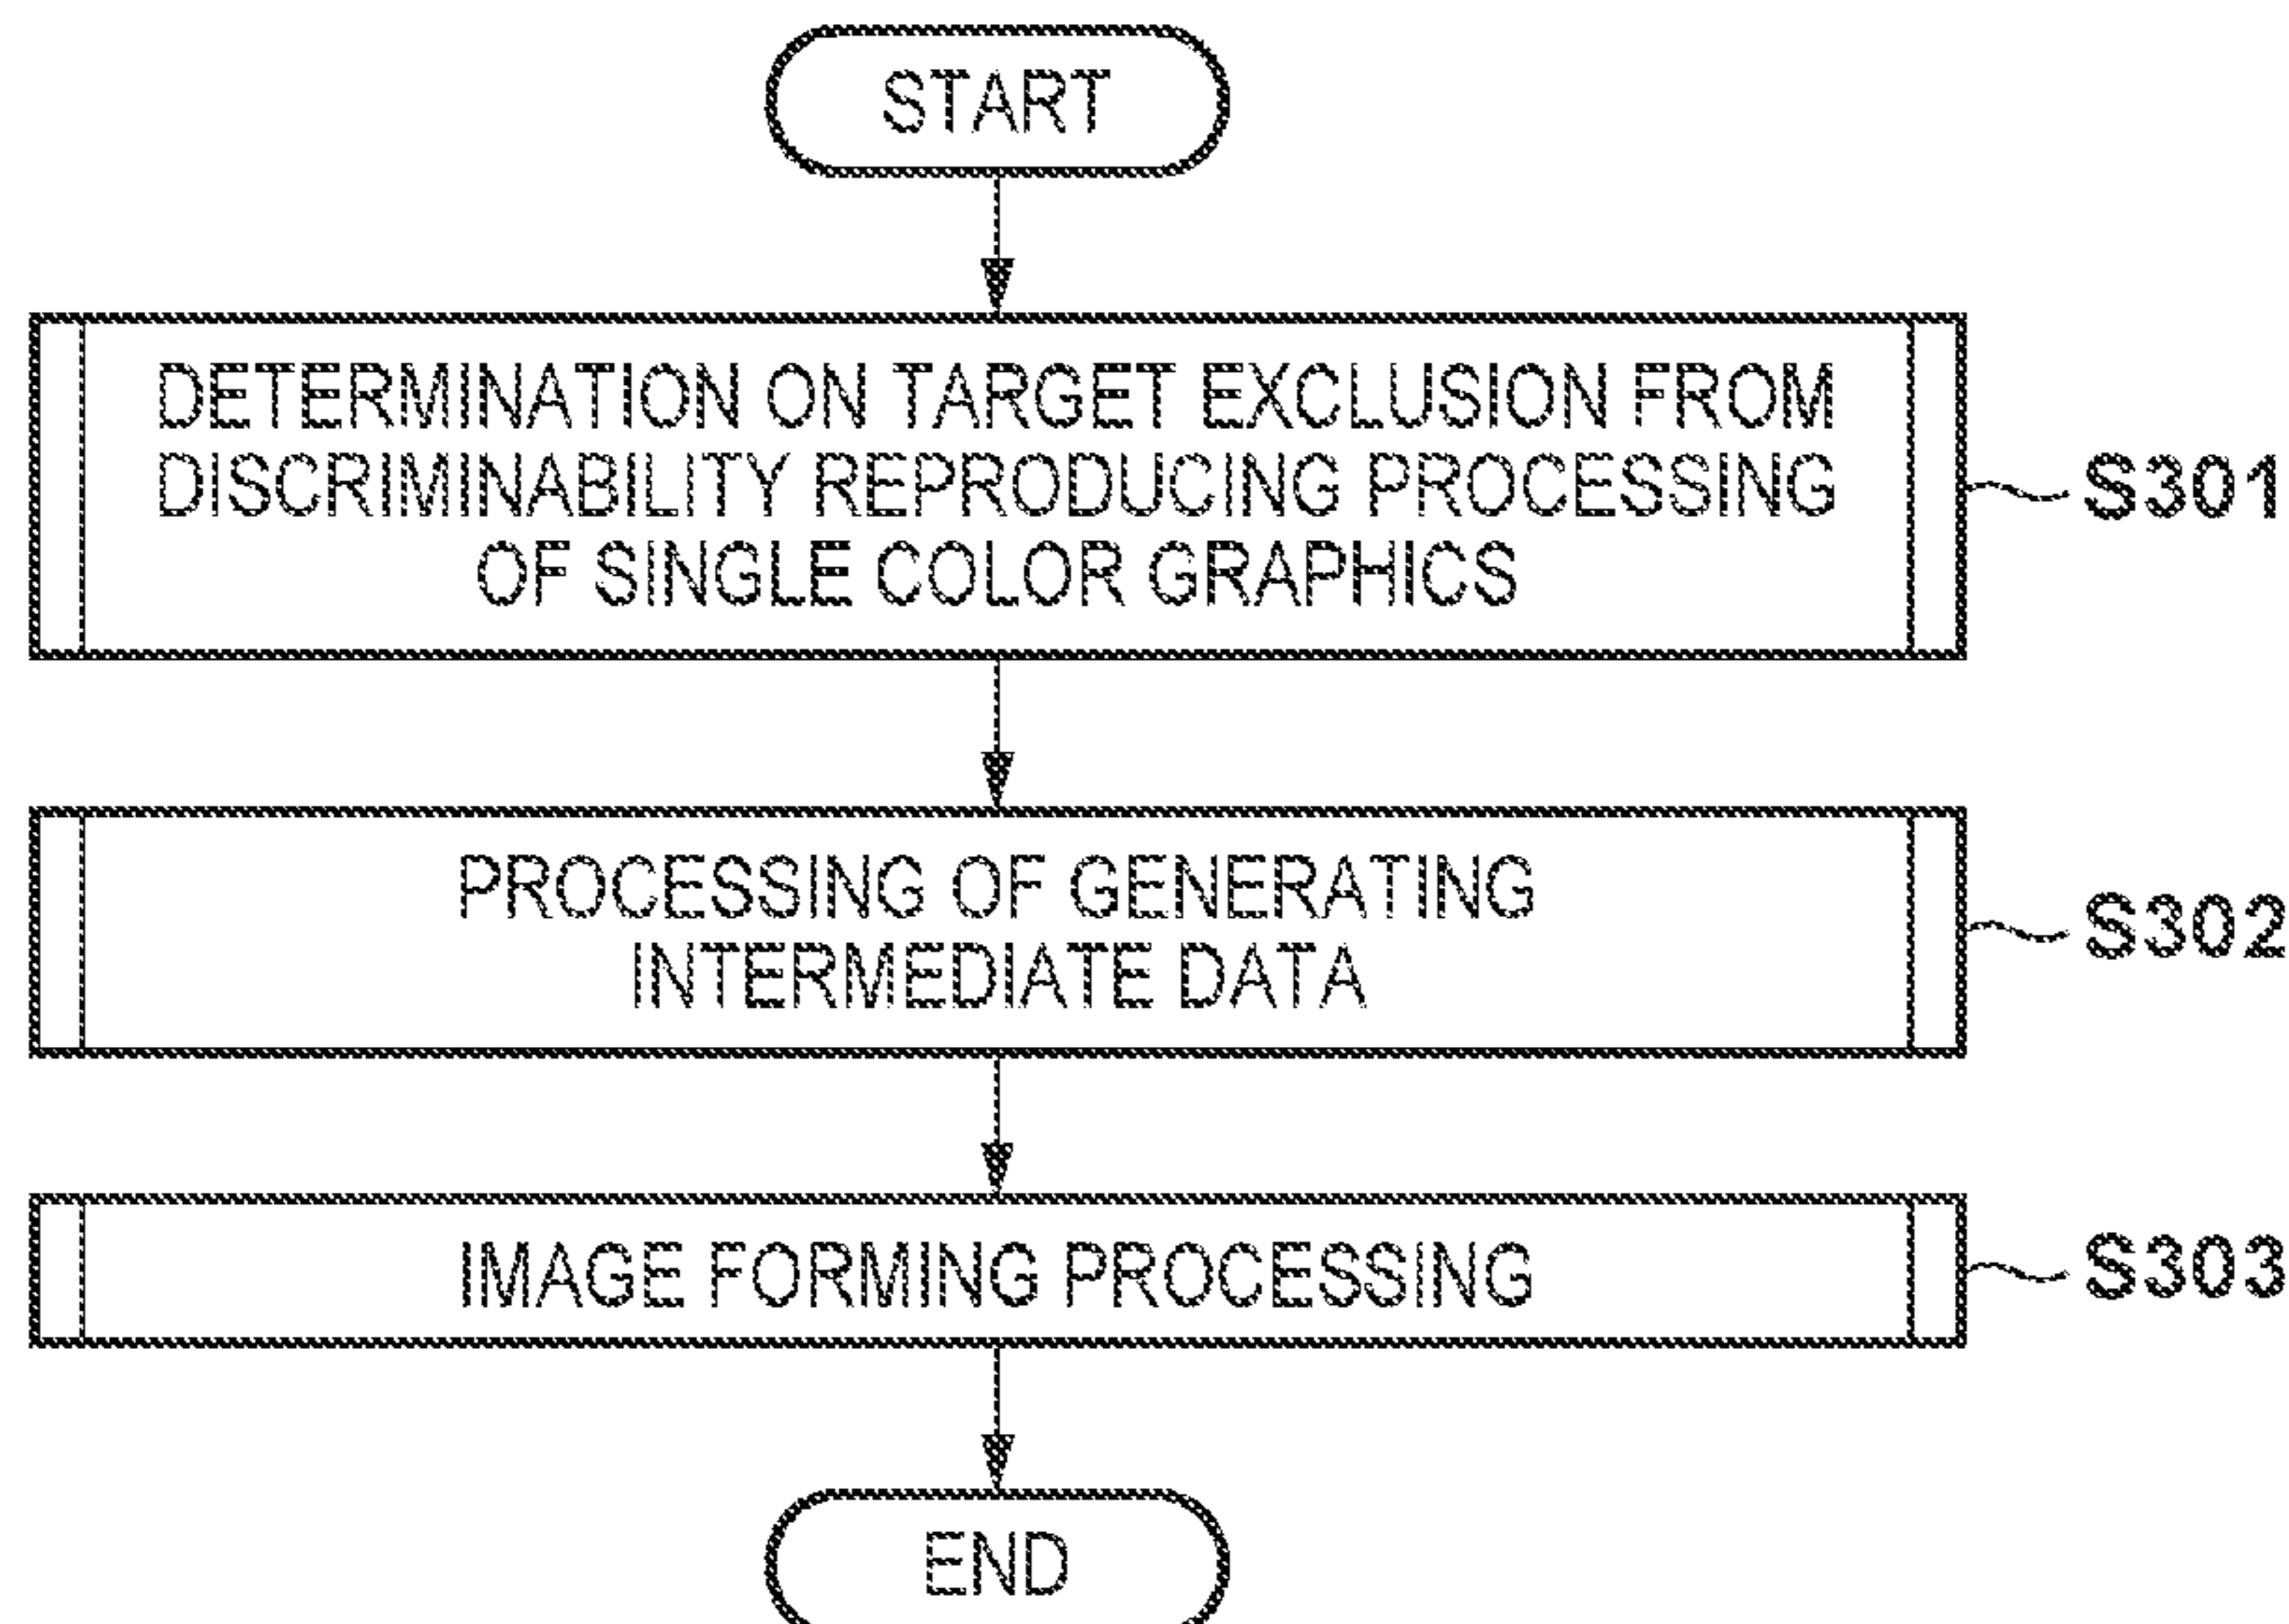 START
DETERMINATION ON TARGET EXCLUSION FROM
DISCRIMINABILITY REPRODUCING PROCESSING
OF SINGLE COLOR GRAPHICS
S301
PROCESSING OF GENERATING
INTERMEDIATE DATA
S302
IMAGE FORMING PROCESSING
S303
END